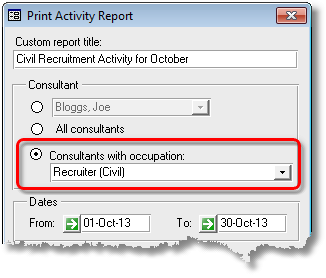 Print Activity Report
Custom report title:
Civil Recruitment Activity for October
Consultant
Bloggs, Joe
All consultants
Consultants with occupation:
Recruiter (Civil)
Dates
From: 01-Oct-13 To: 30-Oct-13